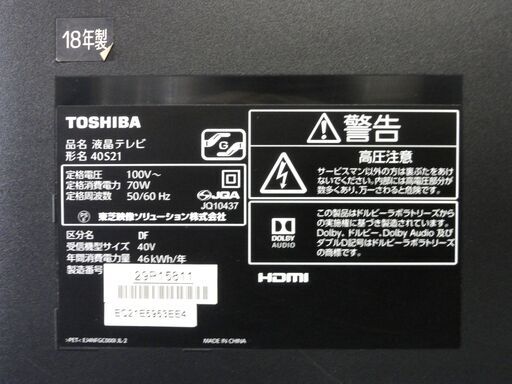 18年製
TOSHIBA
品名 液晶テレビ
形名 40S21
定格電圧 100V～
定格消費電力 70W
定格周波数 50/60 Hz
JQA
JQ10437
東芝映像ソリューション株式会社
区分名 DF
受信機型サイズ 40V
年間消費電力量 46 kWh/年
製造番号
29R15811
EC21E5963EE4
MADE IN CHINA
警告
高圧注意
サービスマン以外の方は裏ぶたをあけ
ないでください。内部には高電圧部分が
数多くあり、万一さわると危険です。
DOLBY
AUDIO
この製品はドルビーラボラトリーズから
の実施権に基づき製造されています。
Dolby、ドルビー、Dolby Audio 及び
ダブルD記号はドルビーラボラトリーズ
の商標です。
HDMI